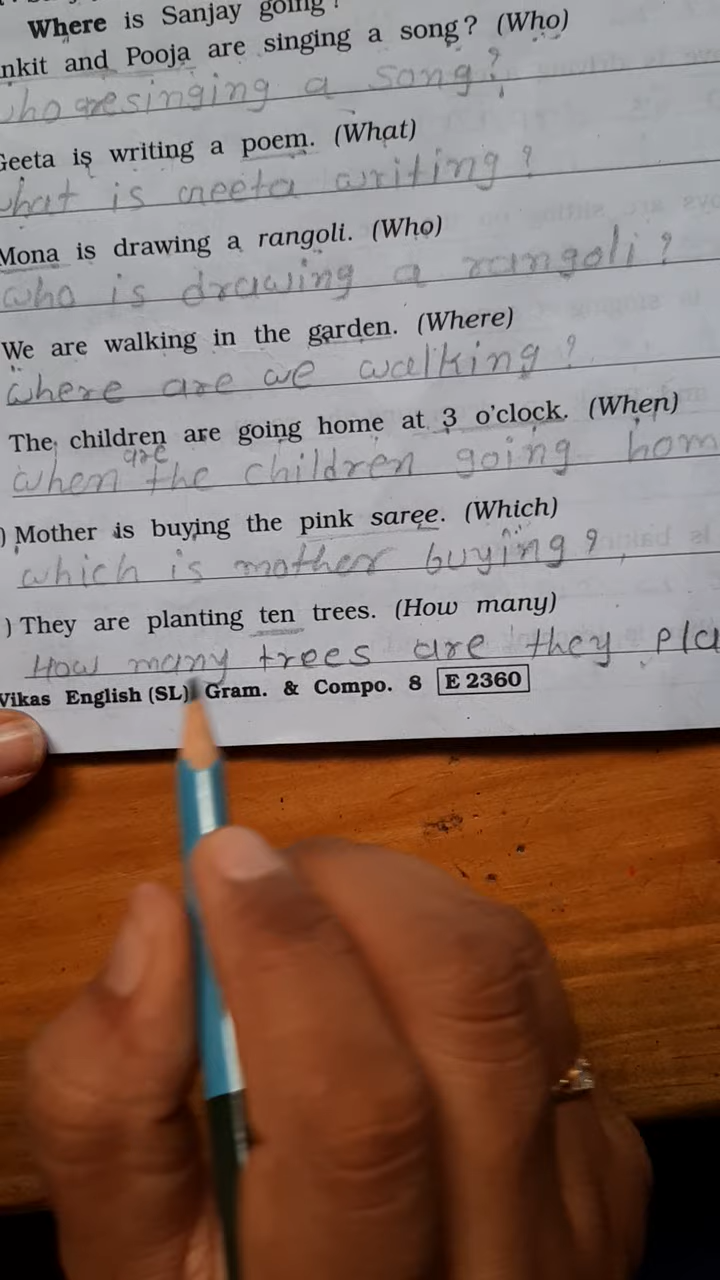 Where is Sanjay going?
nkit and Pooja are singing a song? (Who)
who are singing a song?
Geeta is writing a poem. (What)
what is Geeta writing?
Mona is drawing a rangoli. (Who)
who is drawing a rangoli?
We are walking in the garden. (Where)
where are we walking?
The children are going home at 3 o'clock. (When)
are
when the children going hom
) Mother is buying the pink saree. (Which)
which is mother buying?
) They are planting ten trees. (How many)
How many trees are they pla
Vikas English (SL) Gram. & Compo. 8 E 2360